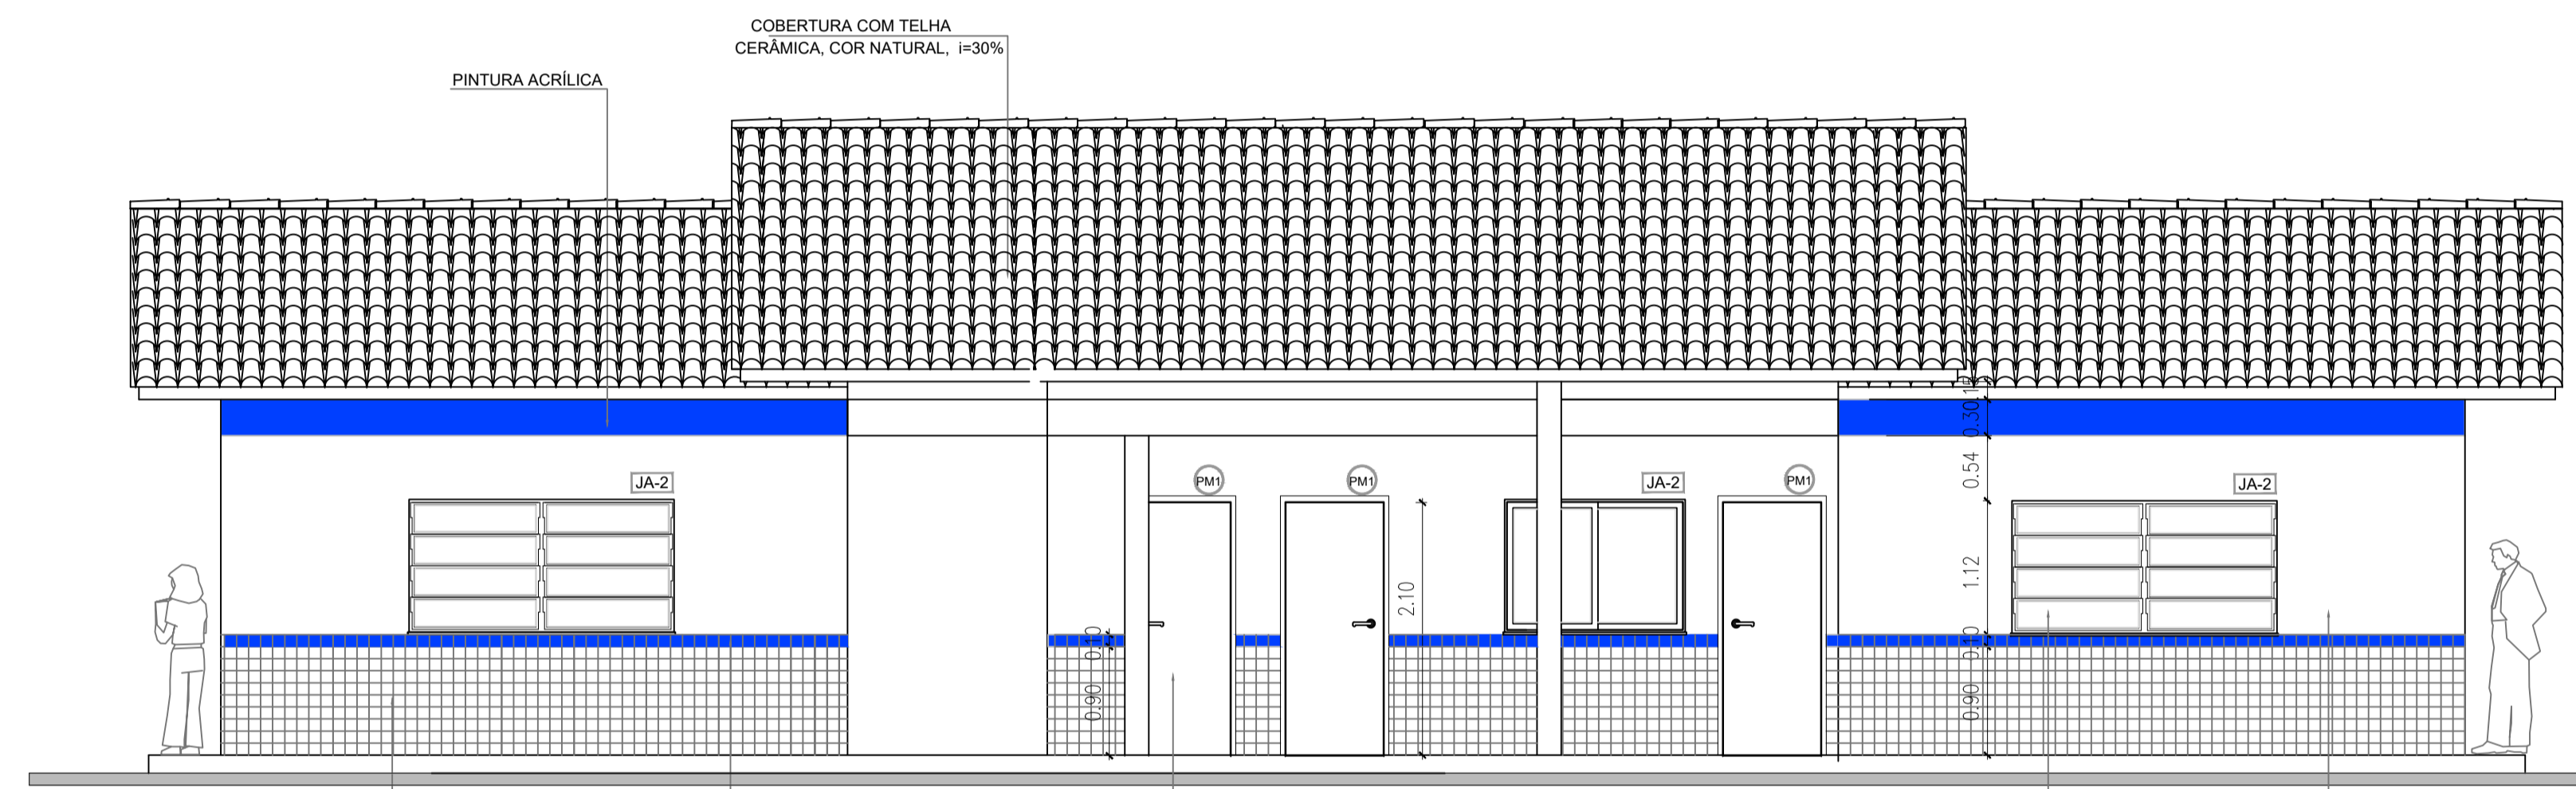 COBERTURA COM TELHA
CERÂMICA, COR NATURAL, i=30%
PINTURA ACRÍLICA
JA-2
PM1
PM1
JA-2
PM1
JA-2
0.30
0.54
1.12
0.10
0.90
2.10
0.10
0.90